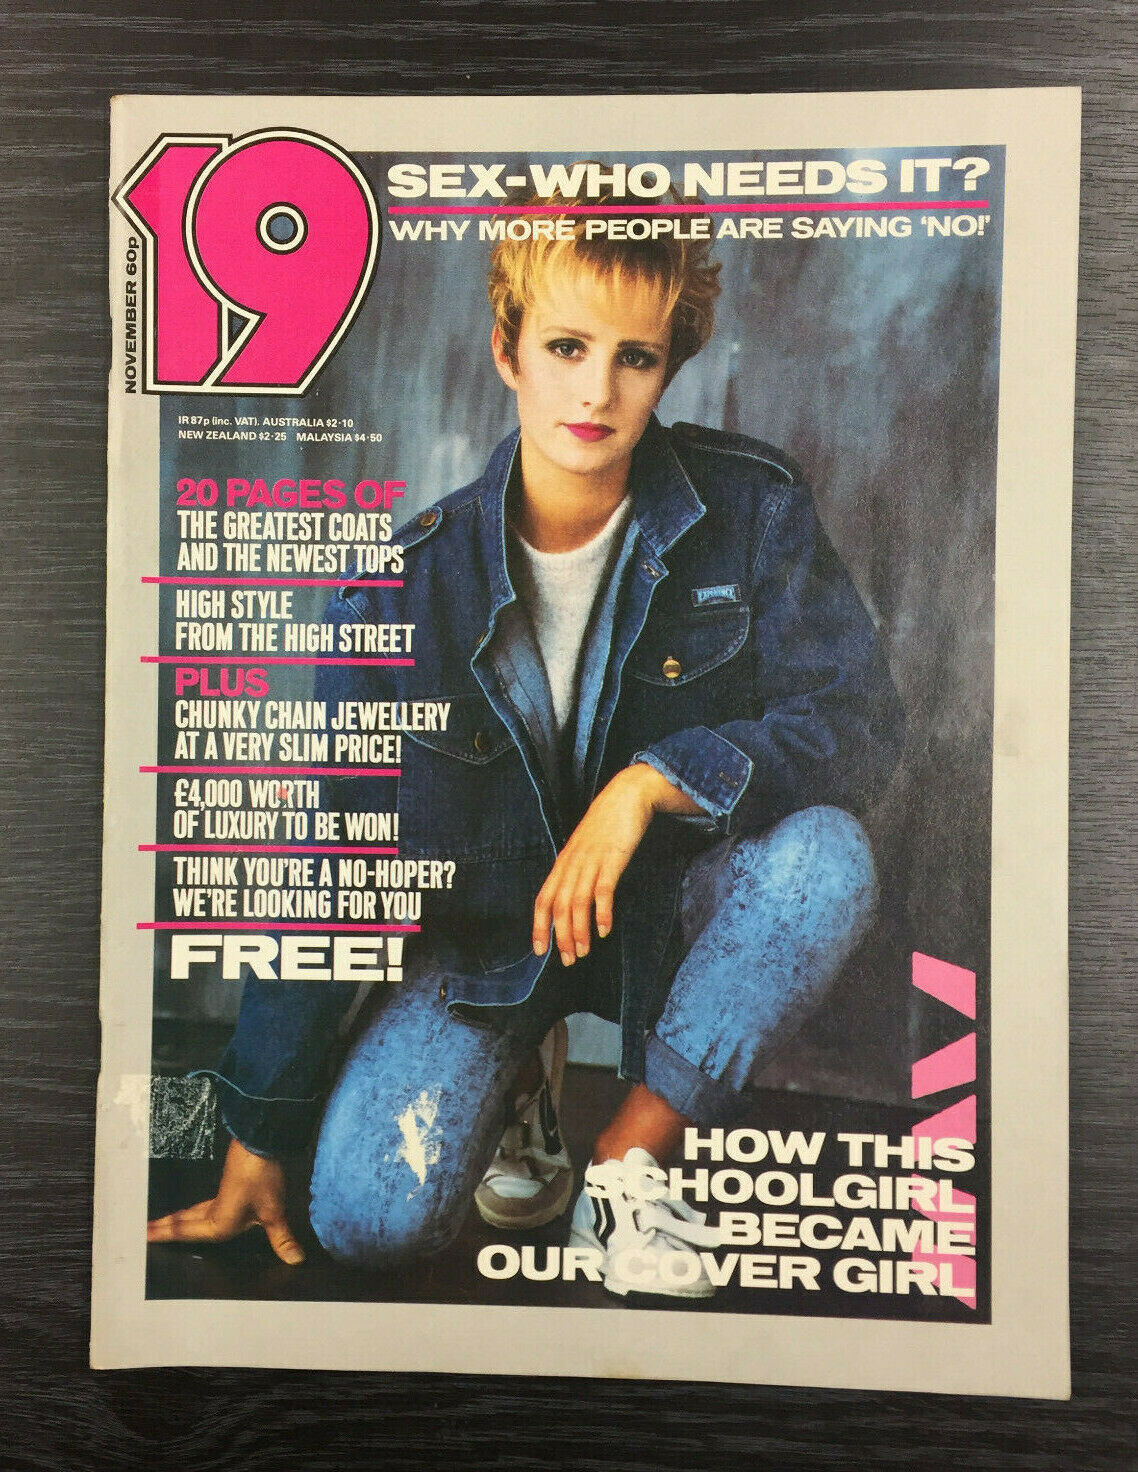 19
NOVEMBER 60p
SEX-WHO NEEDS IT?
WHY MORE PEOPLE ARE SAYING 'NO!'
IR 87p (inc. VAT). AUSTRALIA $2·10
NEW ZEALAND $2·25 MALAYSIA $4·50
20 PAGES OF
THE GREATEST COATS
AND THE NEWEST TOPS
HIGH STYLE
FROM THE HIGH STREET
PLUS
CHUNKY CHAIN JEWELLERY
AT A VERY SLIM PRICE!
£4,000 WORTH
OF LUXURY TO BE WON!
THINK YOU'RE A NO-HOPER?
WE'RE LOOKING FOR YOU
FREE!
EXPERIENCE
HOW THIS
SCHOOLGIRL
BECAME
OUR COVER GIRL